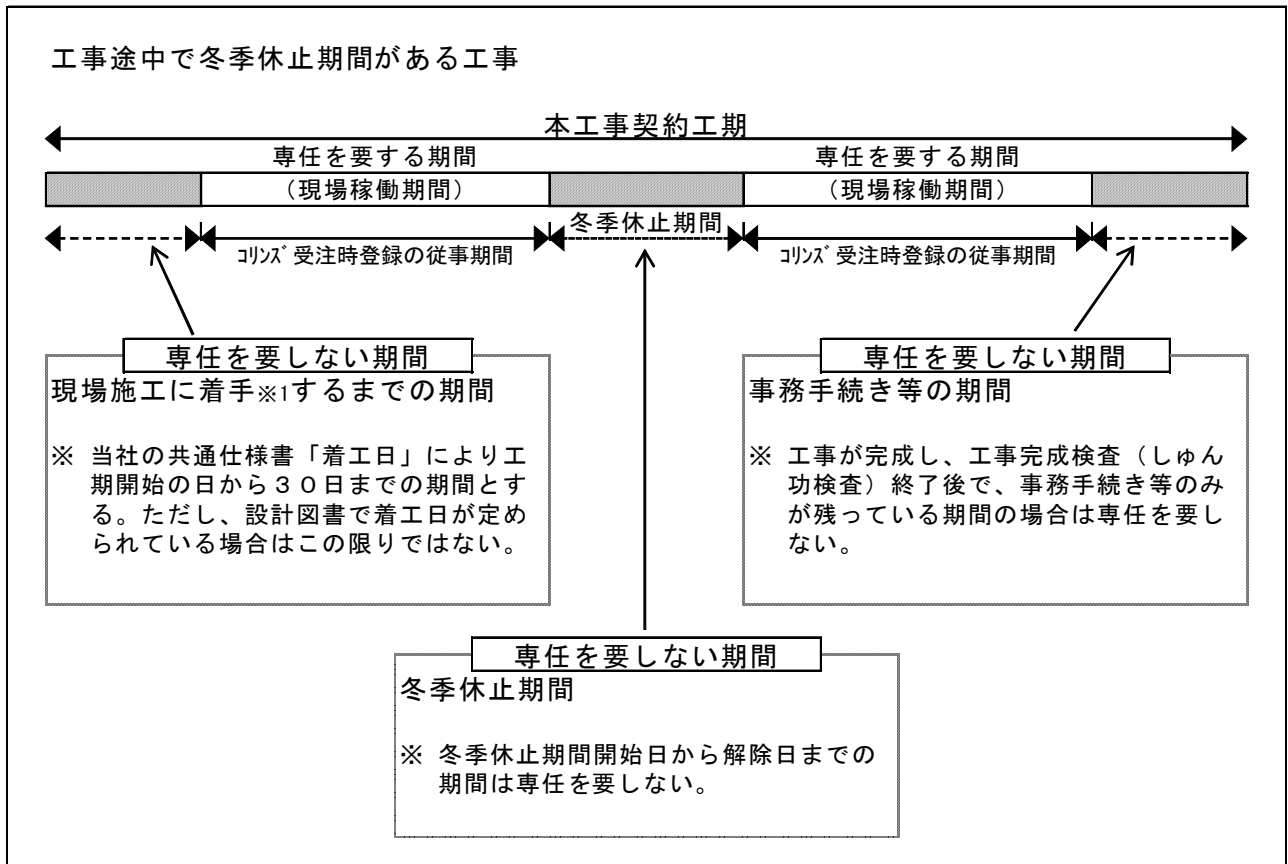 工事途中で冬季休止期間がある工事
本工事契約工期
専任を要する期間
専任を要する期間
（現場稼働期間）
（現場稼働期間）
冬季休止期間
ｺﾘﾝｽﾞ受注時登録の従事期間
ｺﾘﾝｽﾞ受注時登録の従事期間
専任を要しない期間
現場施工に着手※1するまでの期間
※ 当社の共通仕様書「着工日」により工
期開始の日から３０日までの期間とす
る。ただし、設計図書で着工日が定め
られている場合はこの限りではない。
専任を要しない期間
事務手続き等の期間
※ 工事が完成し、工事完成検査（しゅん
功検査）終了後で、事務手続き等のみ
が残っている期間の場合は専任を要し
ない。
専任を要しない期間
冬季休止期間
※ 冬季休止期間開始日から解除日までの
期間は専任を要しない。